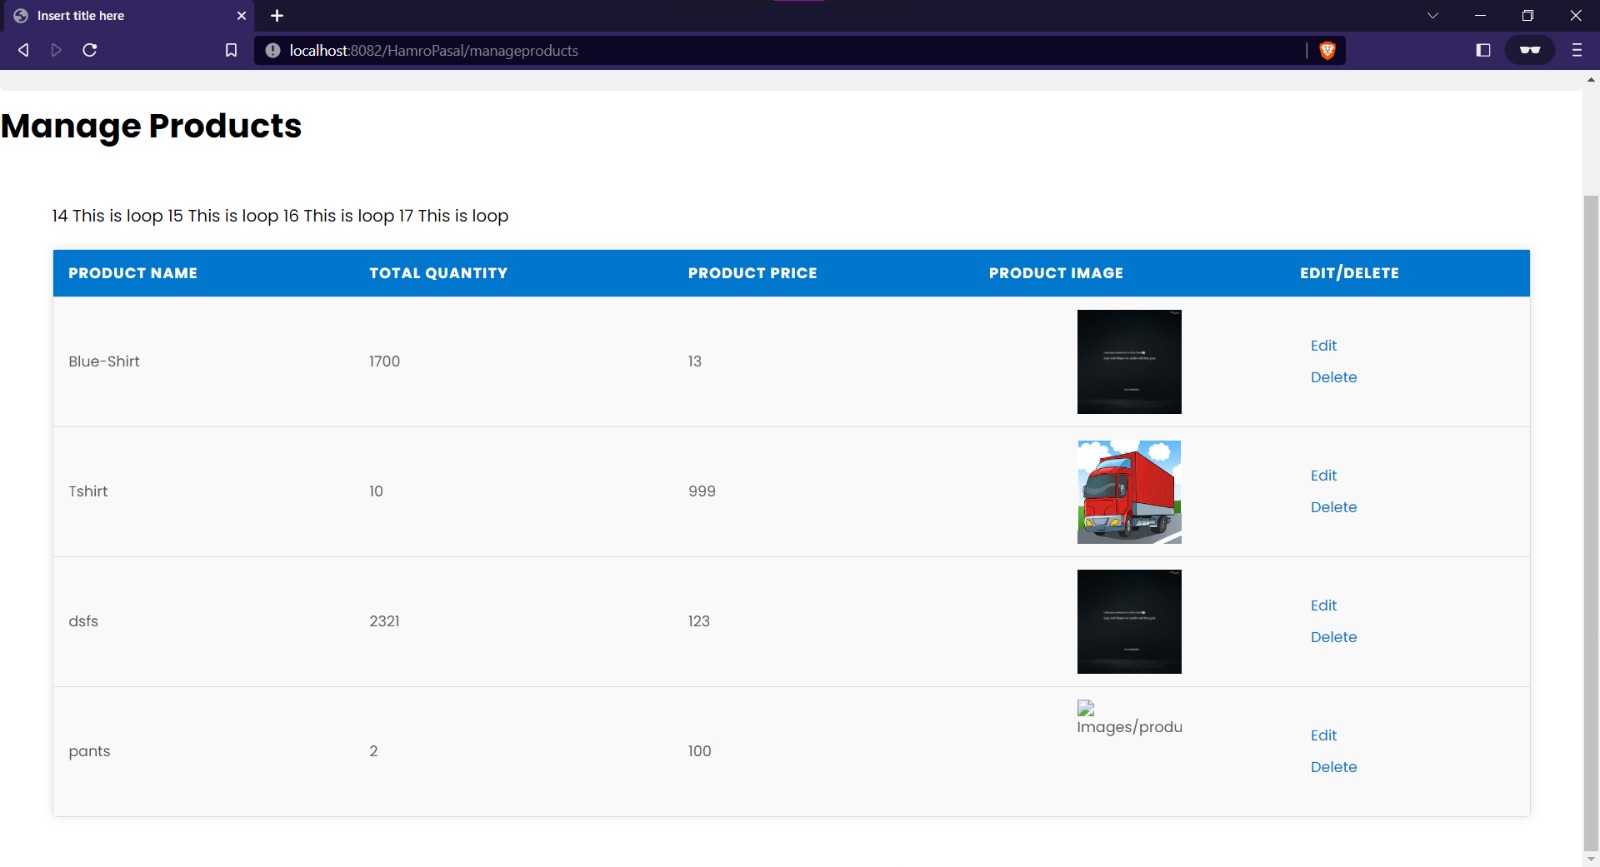 Insert title here
localhost:8082/HamroPasal/manageproducts
Manage Products
14 This is loop 15 This is loop 16 This is loop 17 This is loop
PRODUCT NAME TOTAL QUANTITY PRODUCT PRICE PRODUCT IMAGE EDIT/DELETE
Blue-Shirt 1700 13 Edit
Delete
Tshirt 10 999 Edit
Delete
dsfs 2321 123 Edit
Delete
Images/produ
pants 2 100 Edit
Delete